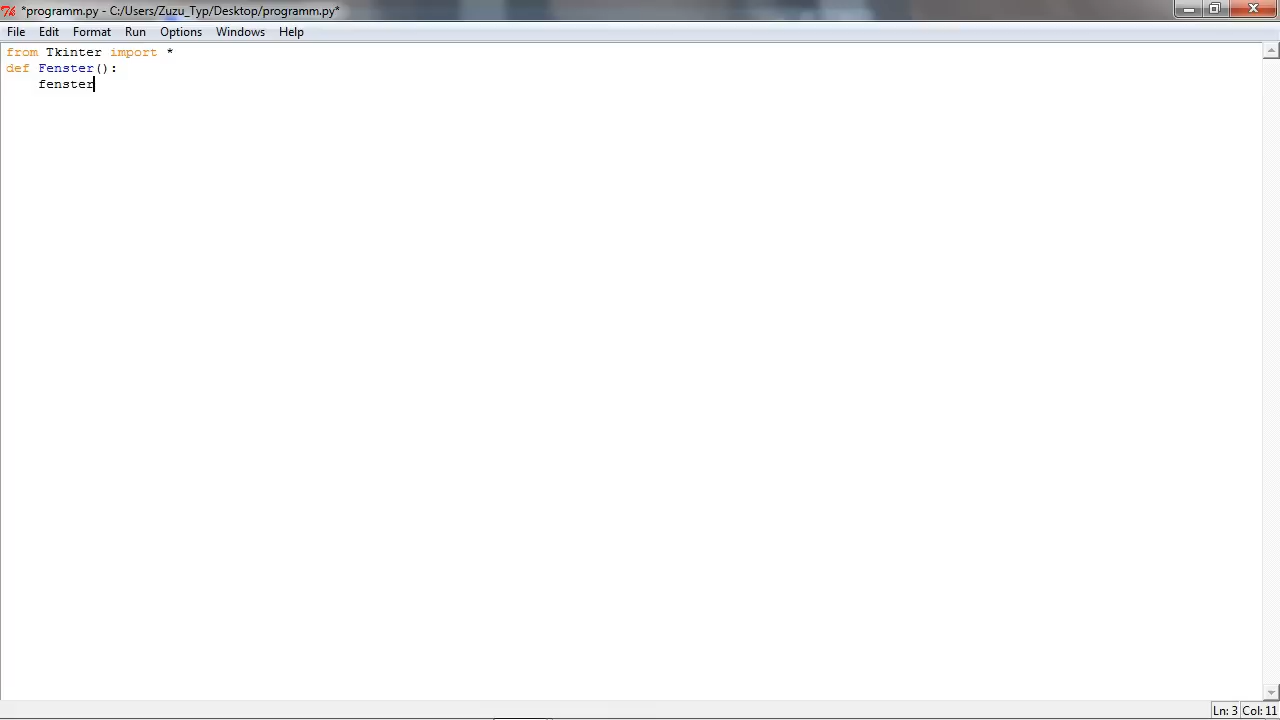 *programm.py - C:/Users/Zuzu_Typ/Desktop/programm.py*
File Edit Format Run Options Windows Help
from Tkinter import *
def Fenster():
    fenster
Ln: 3 Col: 11